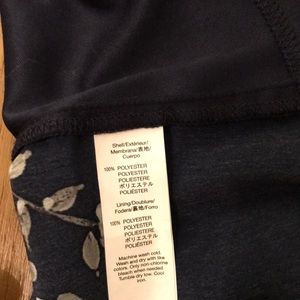 Shell/Extérieur/
Membrana/表地/
Cuerpo
100% POLYESTER
POLYESTER
POLIESTERE
ポリエステル
POLIÉSTER
Lining/Doublure/
Fodera/裏地/Forro
100% POLYESTER
POLYESTER
POLIESTERE
ポリエステル
POLIÉSTER
Machine wash cold.
Wash and dry with like
colors. Only non-chlorine
bleach when needed.
Tumble dry low. Cool
iron.